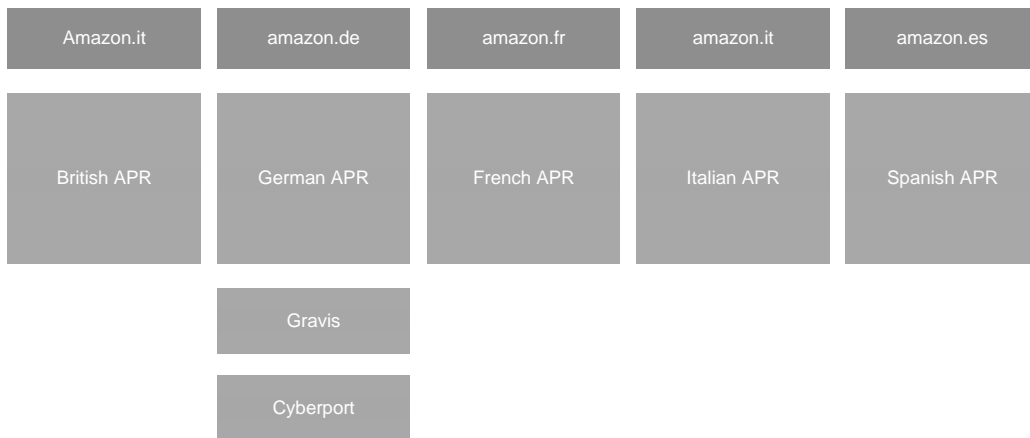 Amazon.it
amazon.de
amazon.fr
amazon.it
amazon.es
British APR
German APR
French APR
Italian APR
Spanish APR
Gravis
Cyberport